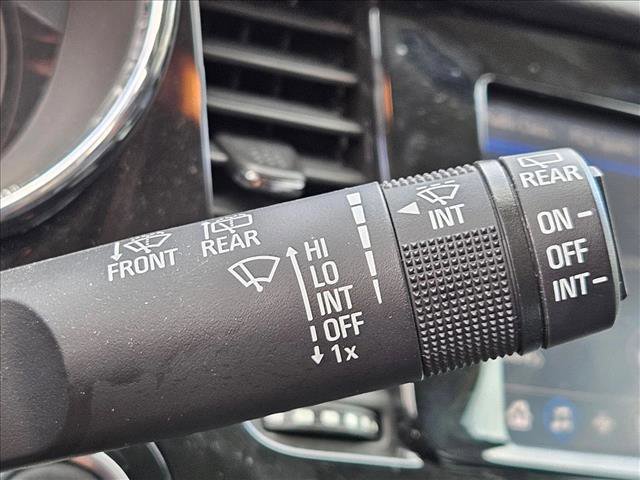 FRONT
REAR
HI
LO
INT
OFF
1x
INT
REAR
ON
OFF
INT